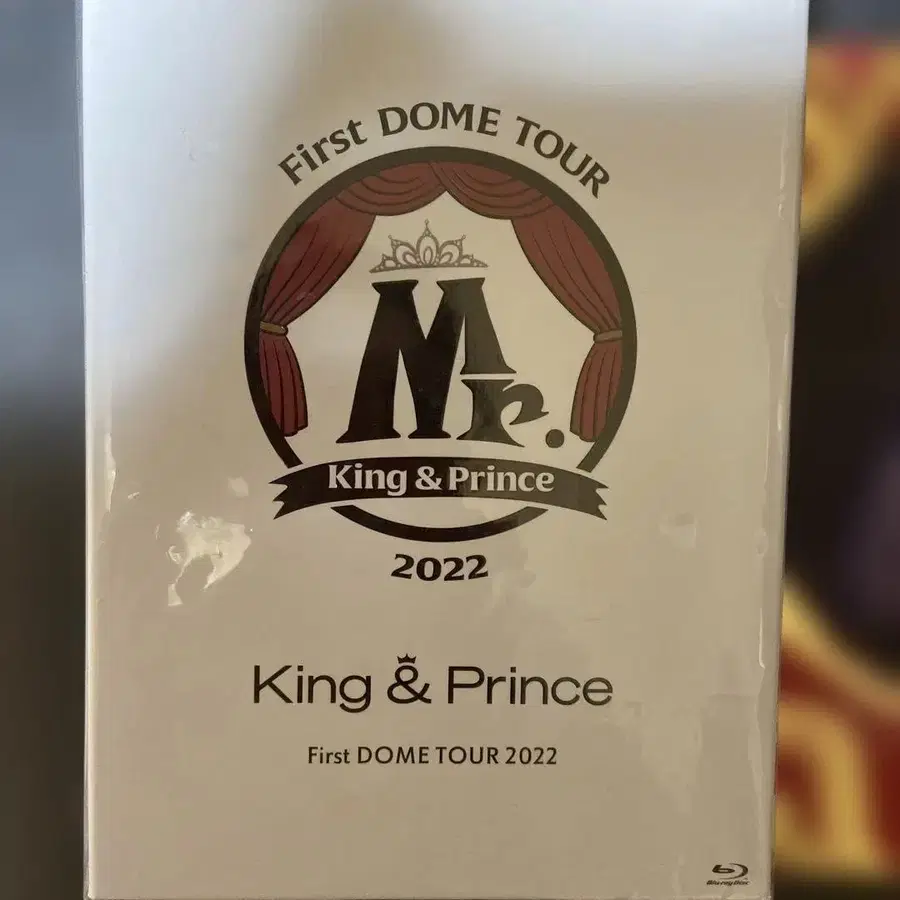 First DOME TOUR
Mr.
King & Prince
2022
King & Prince
First DOME TOUR 2022
Blu-ray Disc